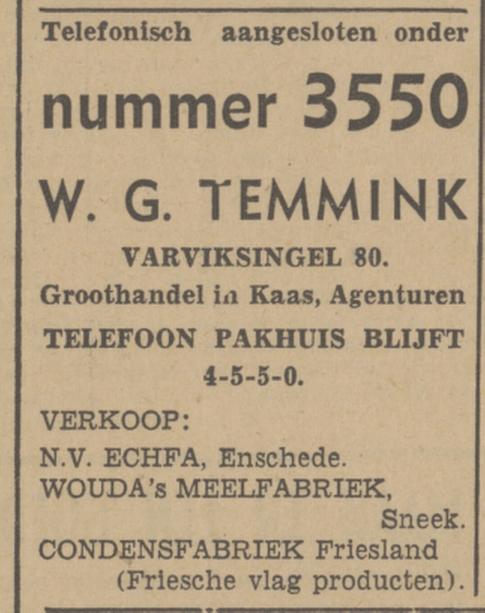 Telefonisch aangesloten onder
nummer 3550
W. G. TEMMINK
VARVIKSINGEL 80.
Groothandel in Kaas, Agenturen
TELEFOON PAKHUIS BLIJFT
4-5-5-0.
VERKOOP:
N.V. ECHFA, Enschede.
WOUDA's MEELFABRIEK,
Sneek.
CONDENSFABRIEK Friesland
(Friesche vlag producten).